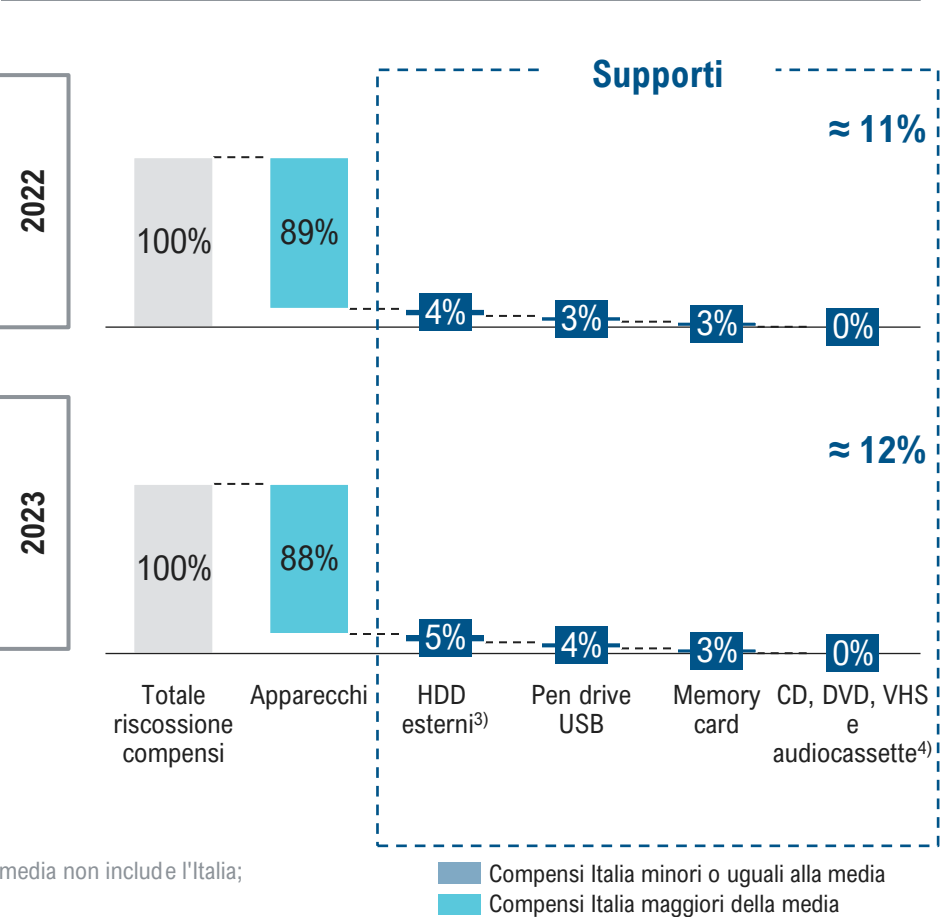 Supporti
≈ 11%
2022
100%
89%
4%
3%
3%
0%
≈ 12%
2023
100%
88%
5%
4%
3%
0%
Totale
riscossione
compensi
Apparecchi
HDD
esterni3)
Pen drive
USB
Memory
card
CD, DVD, VHS
e
audiocassette4)
media non include l'Italia;
Compensi Italia minori o uguali alla media
Compensi Italia maggiori della media